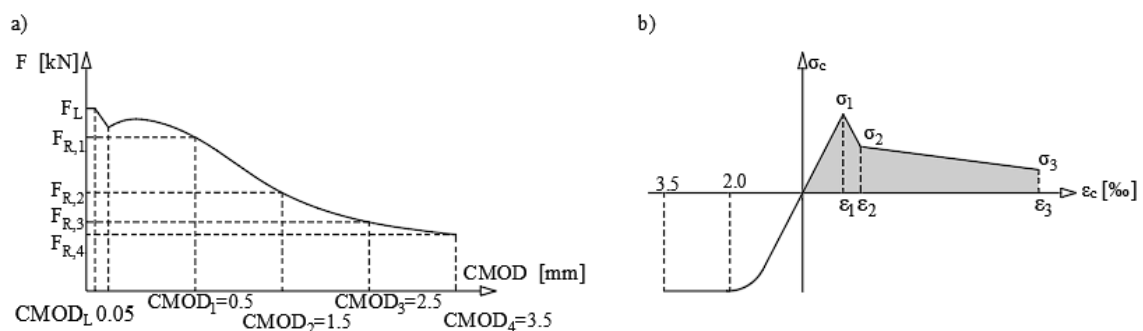 a)
F [kN]
F_L
F_R,1
F_R,2
F_R,3
F_R,4
CMOD [mm]
CMOD_L 0.05
CMOD_1=0.5
CMOD_2=1.5
CMOD_3=2.5
CMOD_4=3.5
b)
σ_c
σ_1
σ_2
σ_3
3.5
2.0
ε_1
ε_2
ε_3
ε_c [‰]